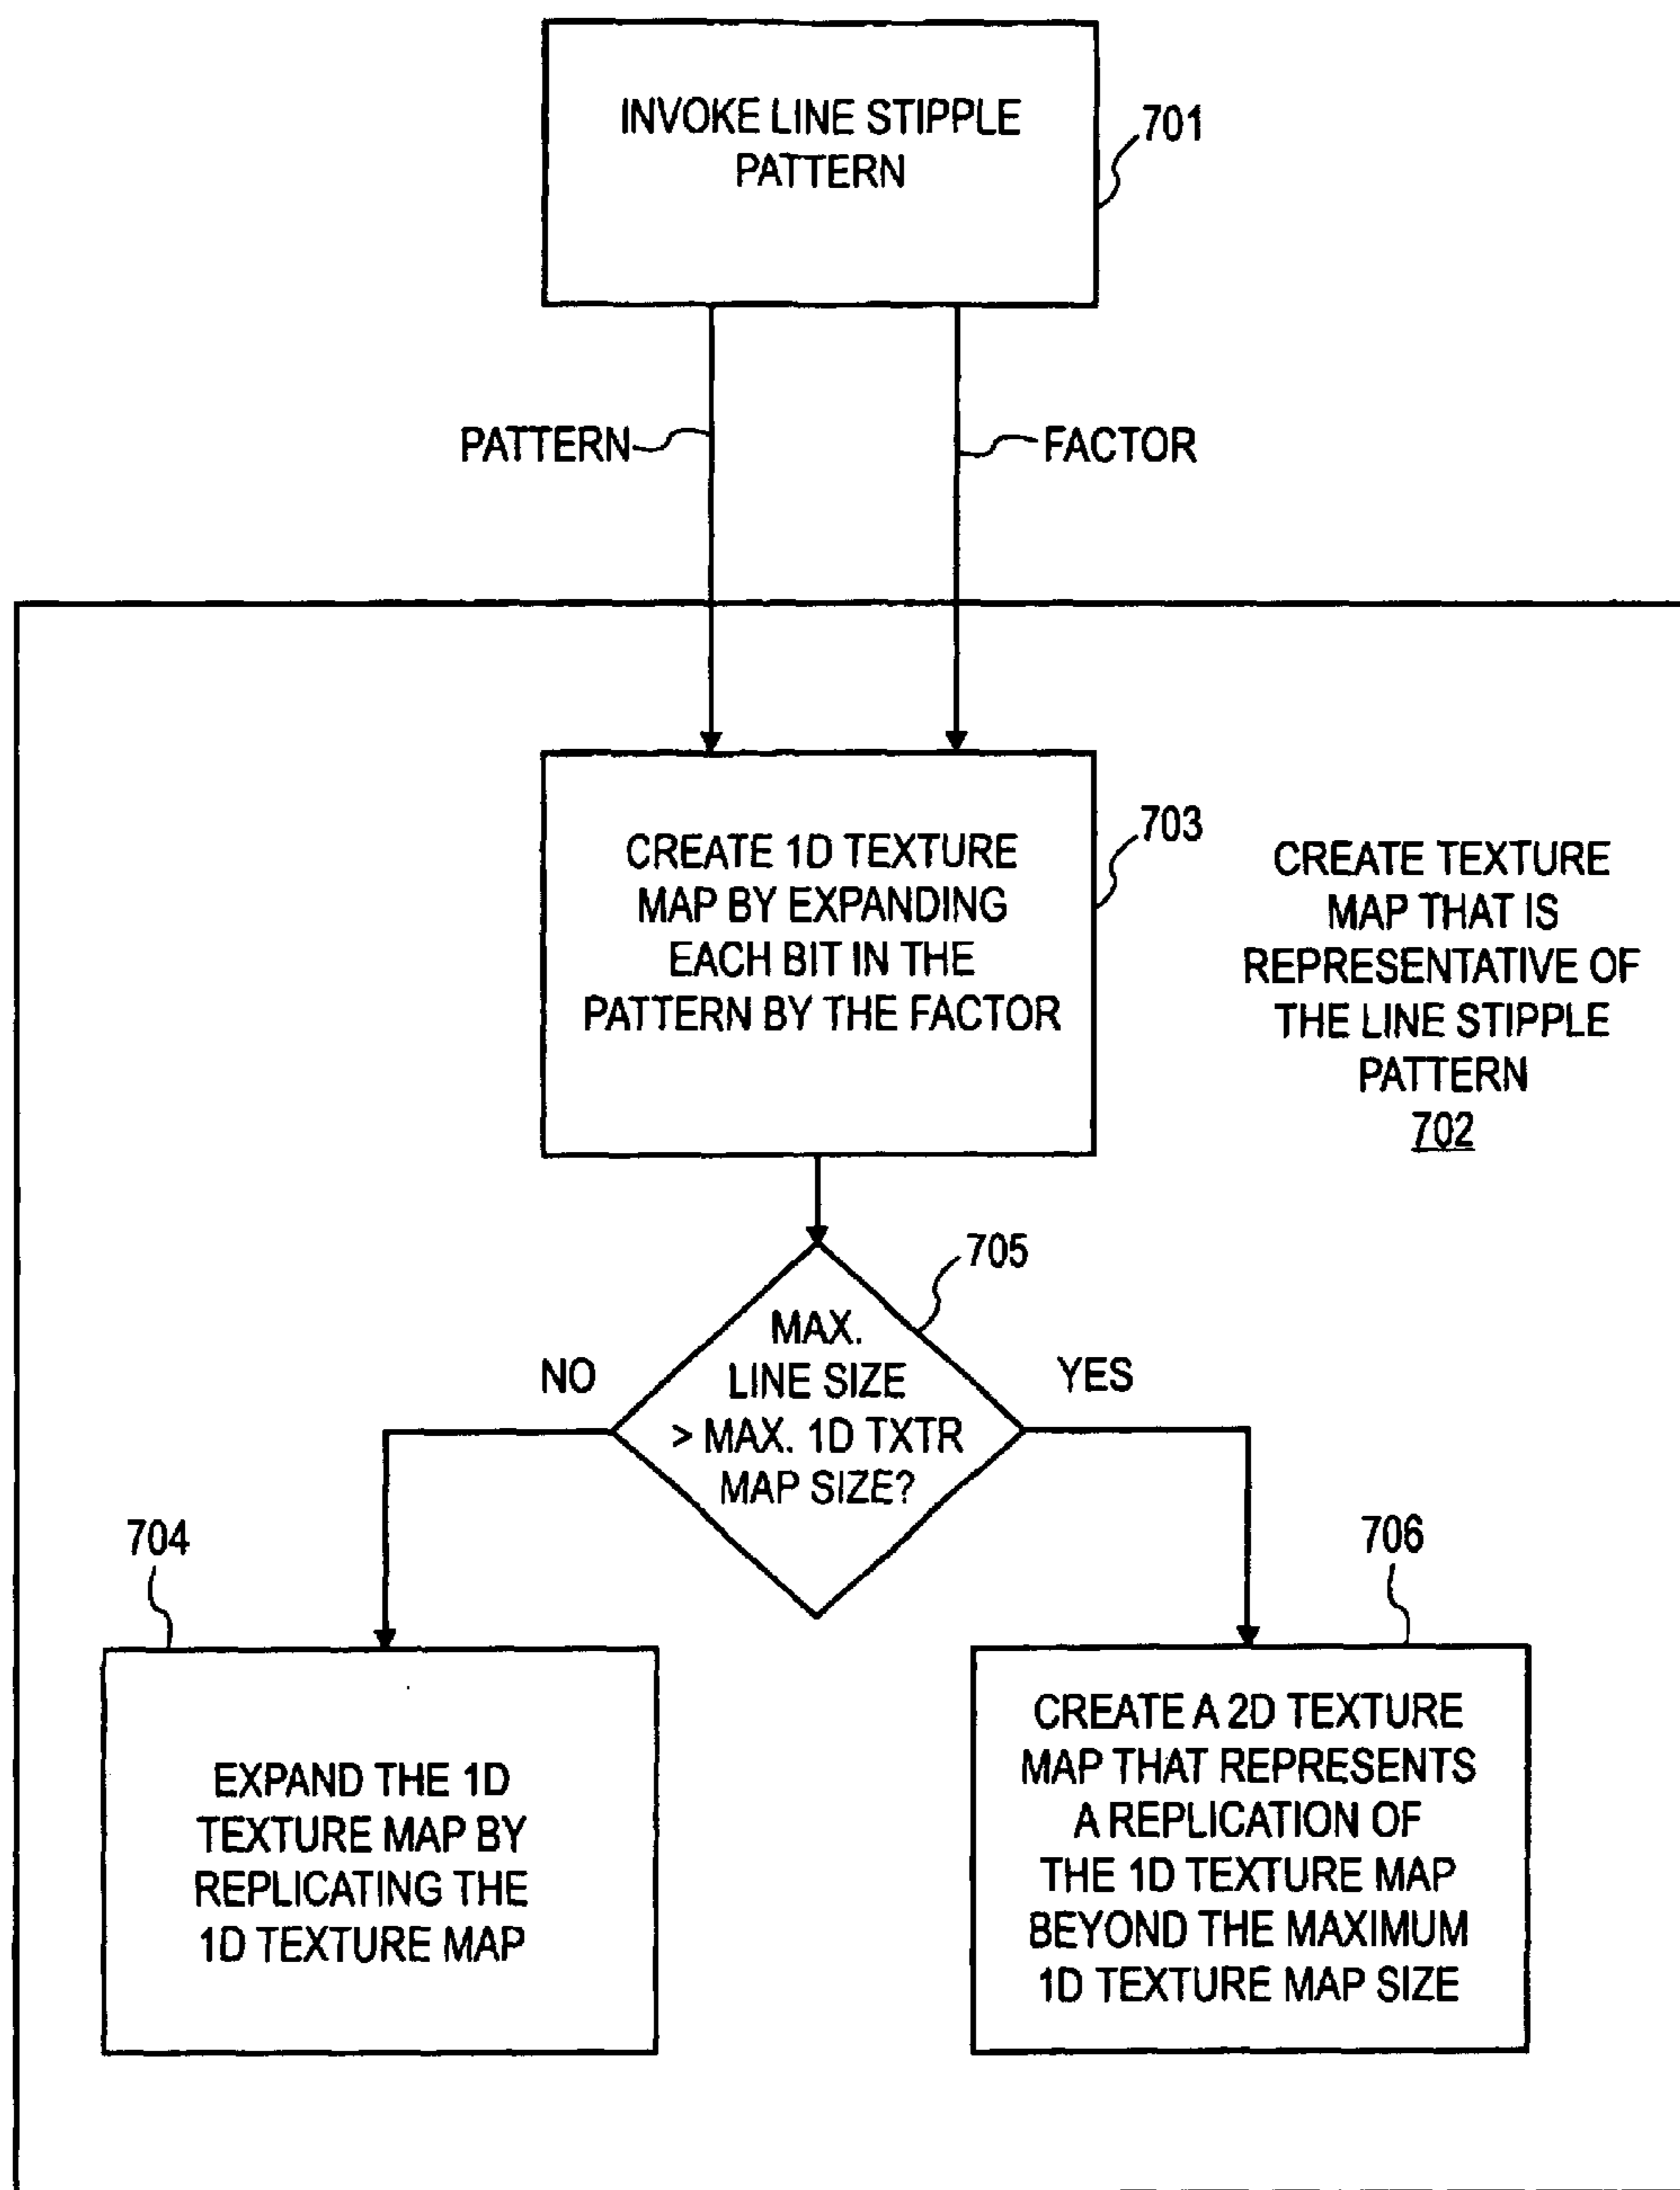 INVOKE LINE STIPPLE
PATTERN
701
PATTERN
FACTOR
CREATE 1D TEXTURE
MAP BY EXPANDING
EACH BIT IN THE
PATTERN BY THE FACTOR
703
CREATE TEXTURE
MAP THAT IS
REPRESENTATIVE OF
THE LINE STIPPLE
PATTERN
702
705
MAX.
LINE SIZE
> MAX. 1D TXTR
MAP SIZE?
NO
YES
704
706
EXPAND THE 1D
TEXTURE MAP BY
REPLICATING THE
1D TEXTURE MAP
CREATE A 2D TEXTURE
MAP THAT REPRESENTS
A REPLICATION OF
THE 1D TEXTURE MAP
BEYOND THE MAXIMUM
1D TEXTURE MAP SIZE